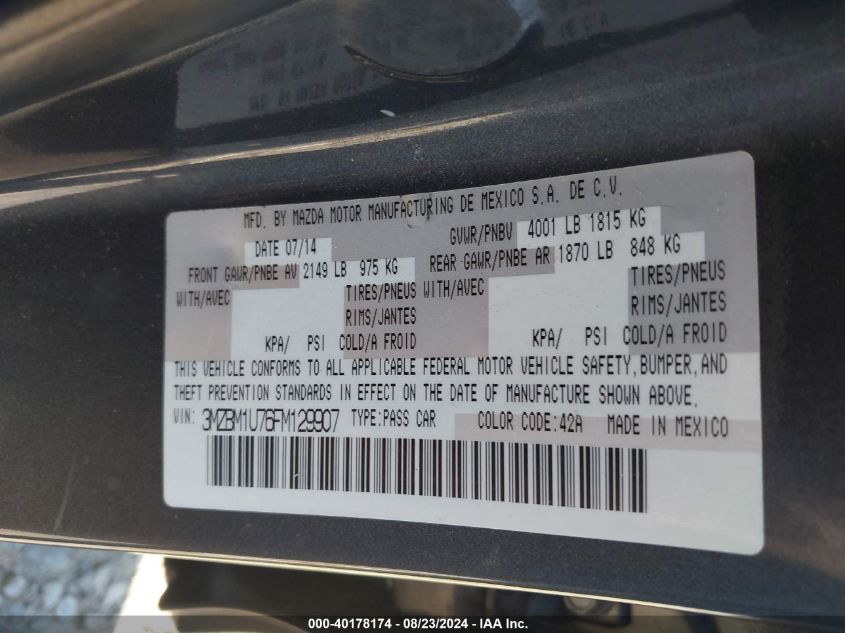 MFD. BY MAZDA MOTOR MANUFACTURING DE MEXICO S.A. DE C.V.
DATE 07/14 GVWR/PNBV 4001 LB 1815 KG
FRONT GAWR/PNBE AV 2149 LB 975 KG REAR GAWR/PNBE AR 1870 LB 848 KG
WITH/AVEC TIRES/PNEUS WITH/AVEC TIRES/PNEUS
RIMS/JANTES RIMS/JANTES
KPA/ PSI COLD/A FROID KPA/ PSI COLD/A FROID
THIS VEHICLE CONFORMS TO ALL APPLICABLE FEDERAL MOTOR VEHICLE SAFETY, BUMPER, AND
THEFT PREVENTION STANDARDS IN EFFECT ON THE DATE OF MANUFACTURE SHOWN ABOVE.
VIN: 3MZBM1U76FM129907 TYPE:PASS CAR COLOR CODE:42A MADE IN MEXICO
000-40178174 - 08/23/2024 - IAA Inc.